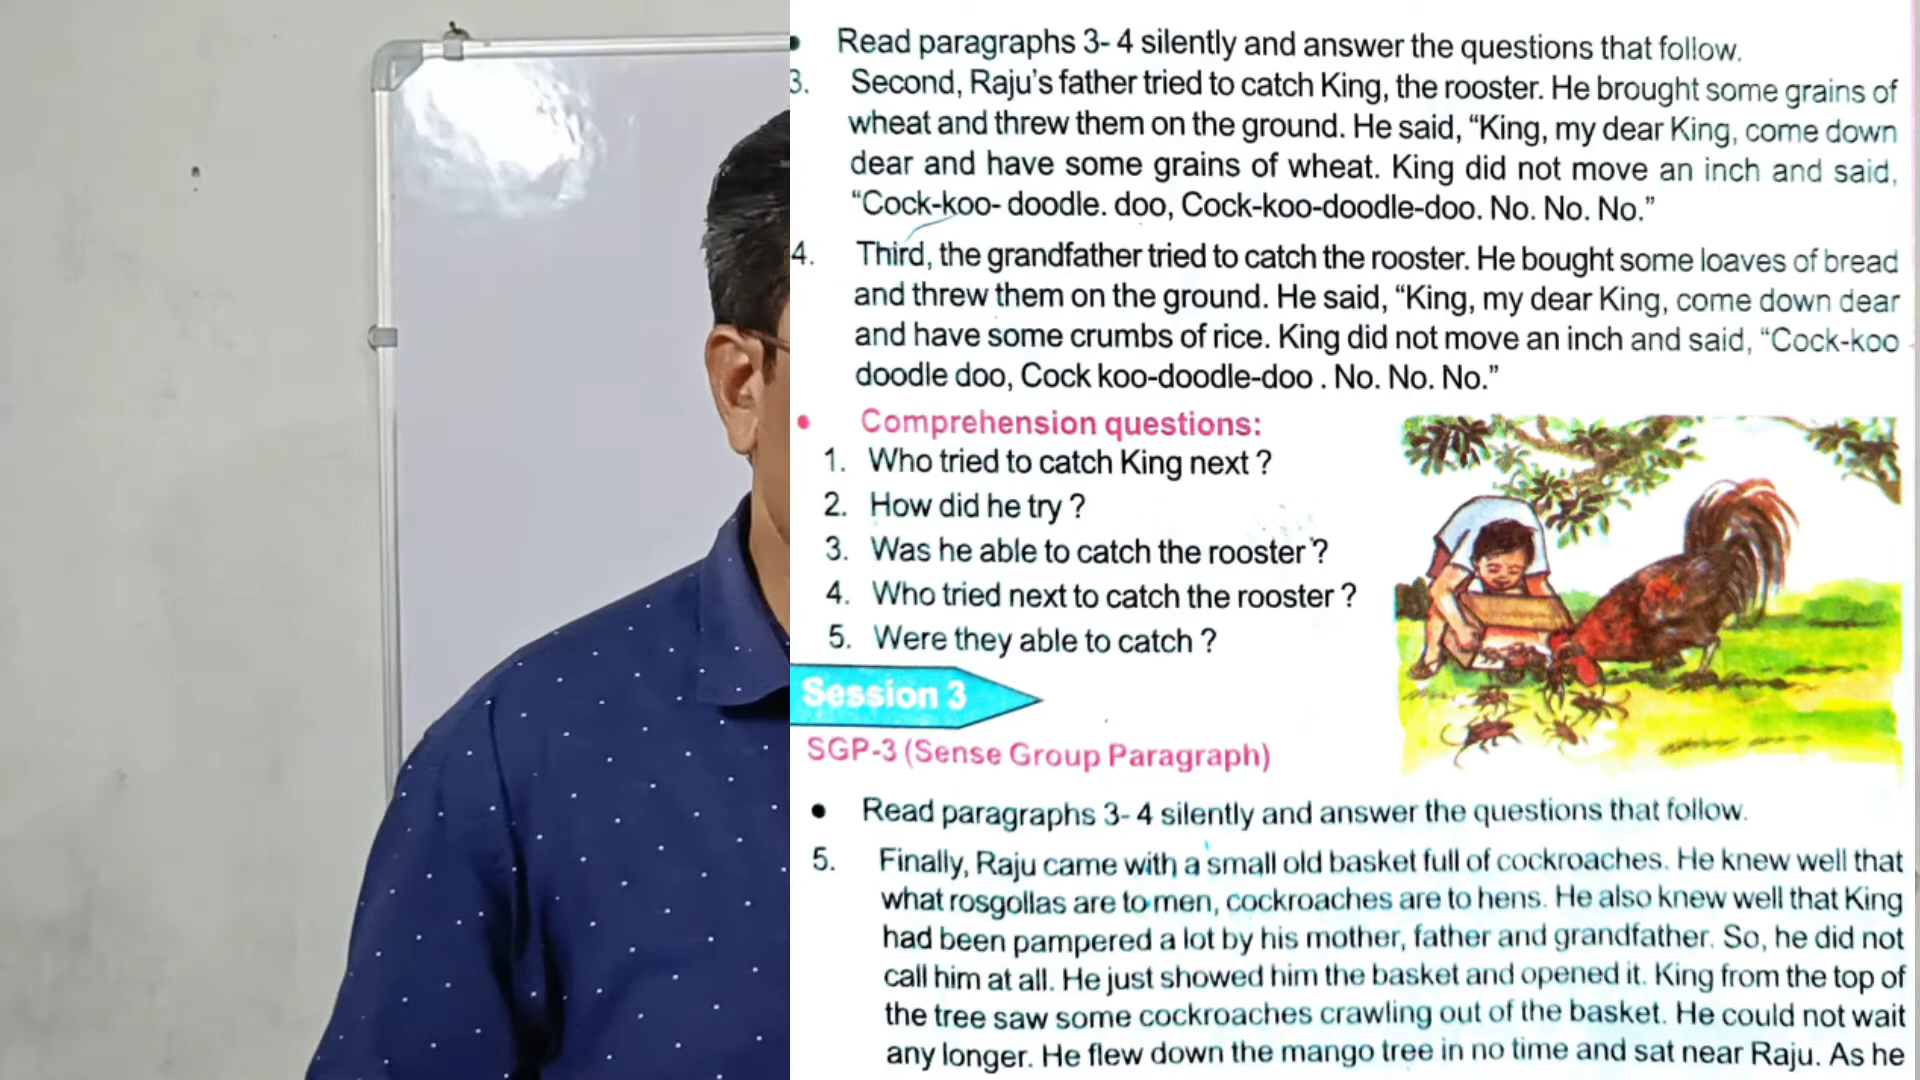 • Read paragraphs 3- 4 silently and answer the questions that follow.
3. Second, Raju's father tried to catch King, the rooster. He brought some grains of
wheat and threw them on the ground. He said, “King, my dear King, come down
dear and have some grains of wheat. King did not move an inch and said,
“Cock-koo- doodle. doo, Cock-koo-doodle-doo. No. No. No.”
4. Third, the grandfather tried to catch the rooster. He bought some loaves of bread
and threw them on the ground. He said, “King, my dear King, come down dear
and have some crumbs of rice. King did not move an inch and said, “Cock-koo
doodle doo, Cock koo-doodle-doo . No. No. No.”
• Comprehension questions:
1. Who tried to catch King next ?
2. How did he try ?
3. Was he able to catch the rooster ?
4. Who tried next to catch the rooster ?
5. Were they able to catch ?
Session 3
SGP-3 (Sense Group Paragraph)
• Read paragraphs 3- 4 silently and answer the questions that follow.
5. Finally, Raju came with a small old basket full of cockroaches. He knew well that
what rosgollas are to men, cockroaches are to hens. He also knew well that King
had been pampered a lot by his mother, father and grandfather. So, he did not
call him at all. He just showed him the basket and opened it. King from the top of
the tree saw some cockroaches crawling out of the basket. He could not wait
any longer. He flew down the mango tree in no time and sat near Raju. As he